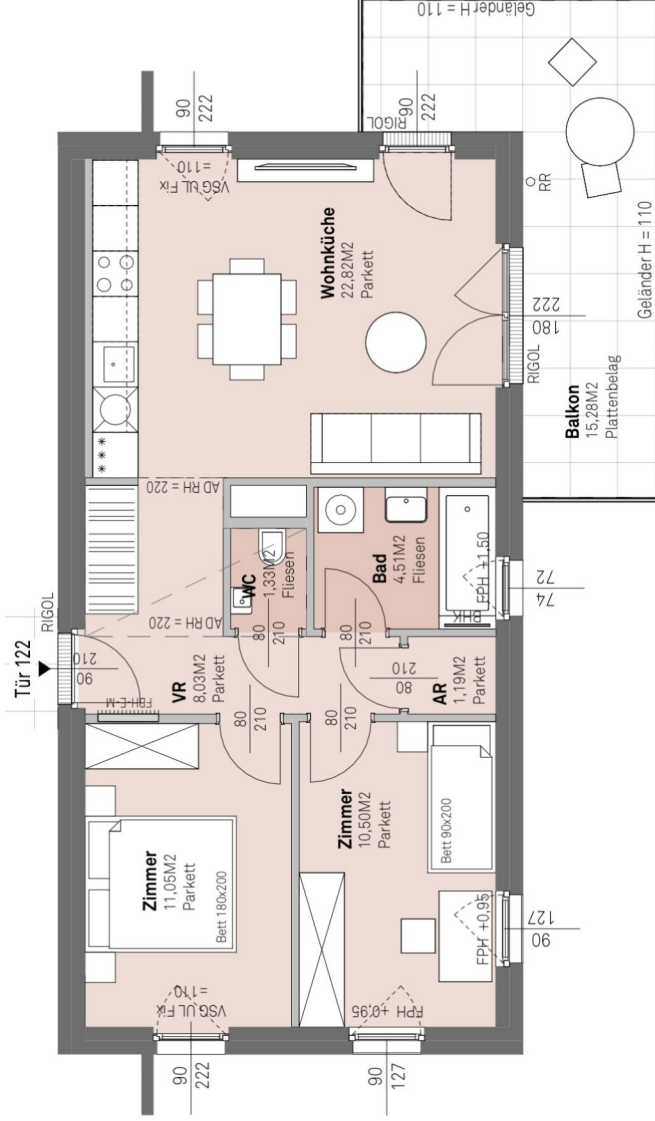 Geländer H = 110
90
222
RIGOL
90
222
VSG UL Fix
=110
RR
Wohnküche
22,82M2
Parkett
Geländer H = 110
222
180
RIGOL
Balkon
15,28M2
Plattenbelag
***
AD RH = 220
WC
1,33M2
Fliesen
Bad
4,51M2
Fliesen
FPH +1,50
BHK
72
74
AD RH = 220
RIGOL
Tür 122
210
90
80
210
80
210
VR
8,03M2
Parkett
FBH-E-M
210
80
AR
1,19M2
Parkett
80
210
80
210
Zimmer
11,05M2
Parkett
Bett 180x200
Zimmer
10,50M2
Parkett
Bett 90x200
FPH +0,95
127
90
VSG UL Fix
=110
FPH +0,95
90
222
90
127